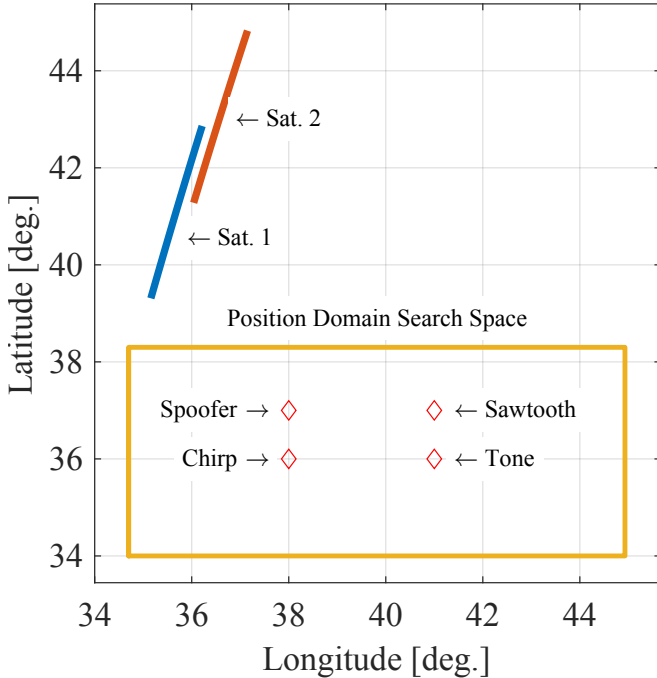 44
← Sat. 2
42
← Sat. 1
40
Latitude [deg.]
Position Domain Search Space
38
Spoofer →
← Sawtooth
Chirp →
← Tone
36
34
34 36 38 40 42 44
Longitude [deg.]